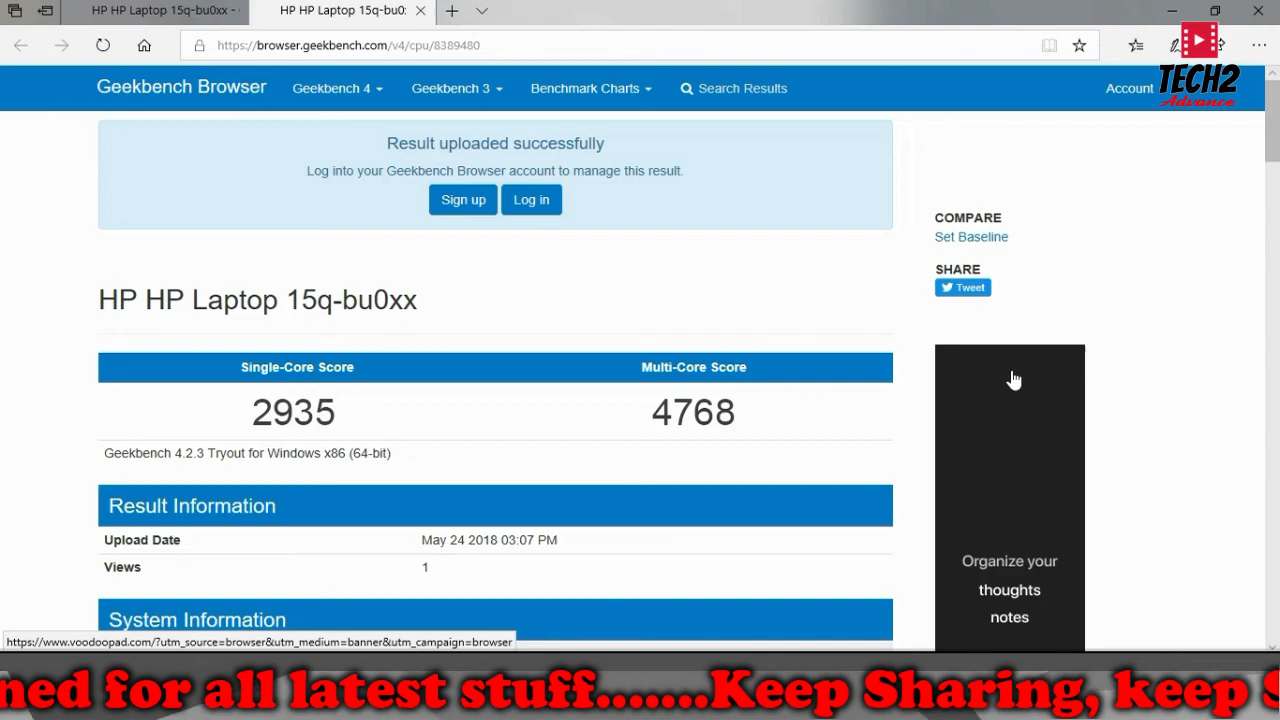 HP HP Laptop 15q-bu0xx -
HP HP Laptop 15q-bu0
https://browser.geekbench.com/v4/cpu/8389480
TECH2
Advance
Geekbench Browser
Geekbench 4
Geekbench 3
Benchmark Charts
Search Results
Account
Result uploaded successfully
Log into your Geekbench Browser account to manage this result.
Sign up
Log in
COMPARE
Set Baseline
SHARE
Tweet
HP HP Laptop 15q-bu0xx
Single-Core Score
Multi-Core Score
2935
4768
Geekbench 4.2.3 Tryout for Windows x86 (64-bit)
Result Information
Upload Date
May 24 2018 03:07 PM
Views
1
System Information
Organize your
thoughts
notes
https://www.voodoopad.com/?utm_source=browser&utm_medium=banner&utm_campaign=browser
ned for all latest stuff.......Keep Sharing, keep S